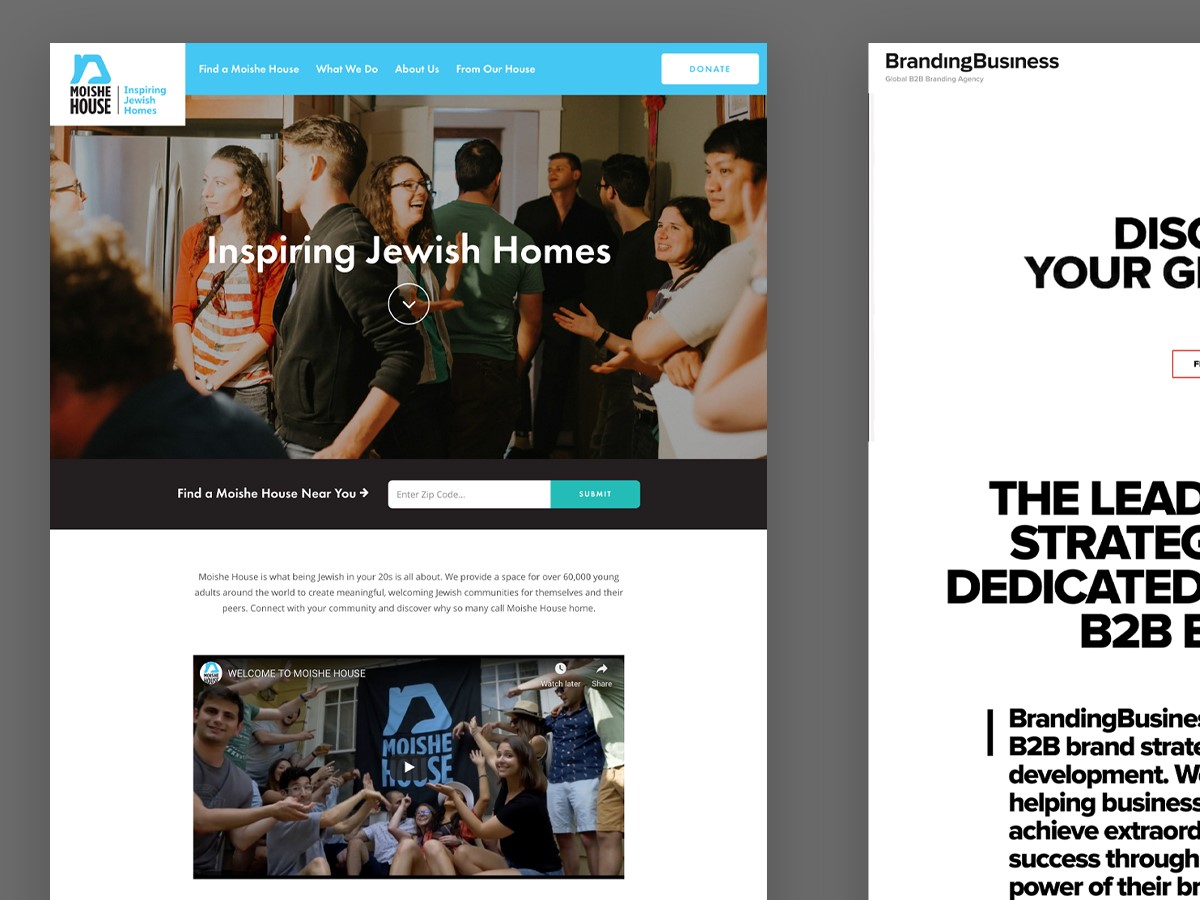 MOISHE
HOUSE
Inspiring
Jewish
Homes
Find a Moishe House
What We Do
About Us
From Our House
DONATE
Inspiring Jewish Homes
Find a Moishe House Near You →
Enter Zip Code...
SUBMIT
Moishe House is what being Jewish in your 20s is all about. We provide a space for over 60,000 young
adults around the world to create meaningful, welcoming Jewish communities for themselves and their
peers. Connect with your community and discover why so many call Moishe House home.
MOISHE
HOUSE
WELCOME TO MOISHE HOUSE
Watch later
Share
MOISHE
HOUSE
BrandingBusiness
Global B2B Branding Agency
DISC
YOUR G
F
THE LEAD
STRATEG
DEDICATED
B2B
BrandingBusines
B2B brand strate
development. We
helping business
achieve extraord
success through
power of their br